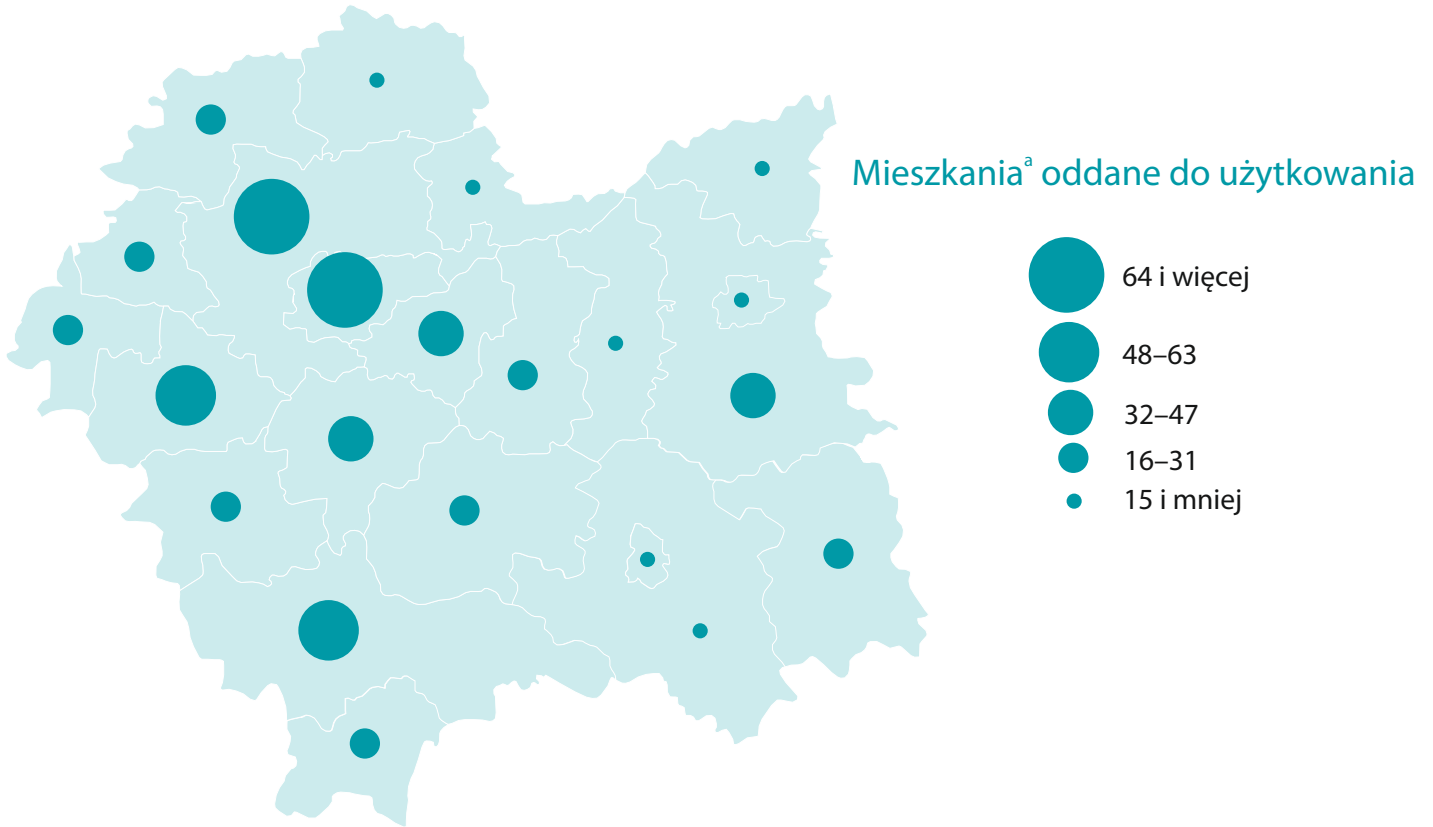 Mieszkaniaᵃ oddane do użytkowania
64 i więcej
48–63
32–47
16–31
15 i mniej